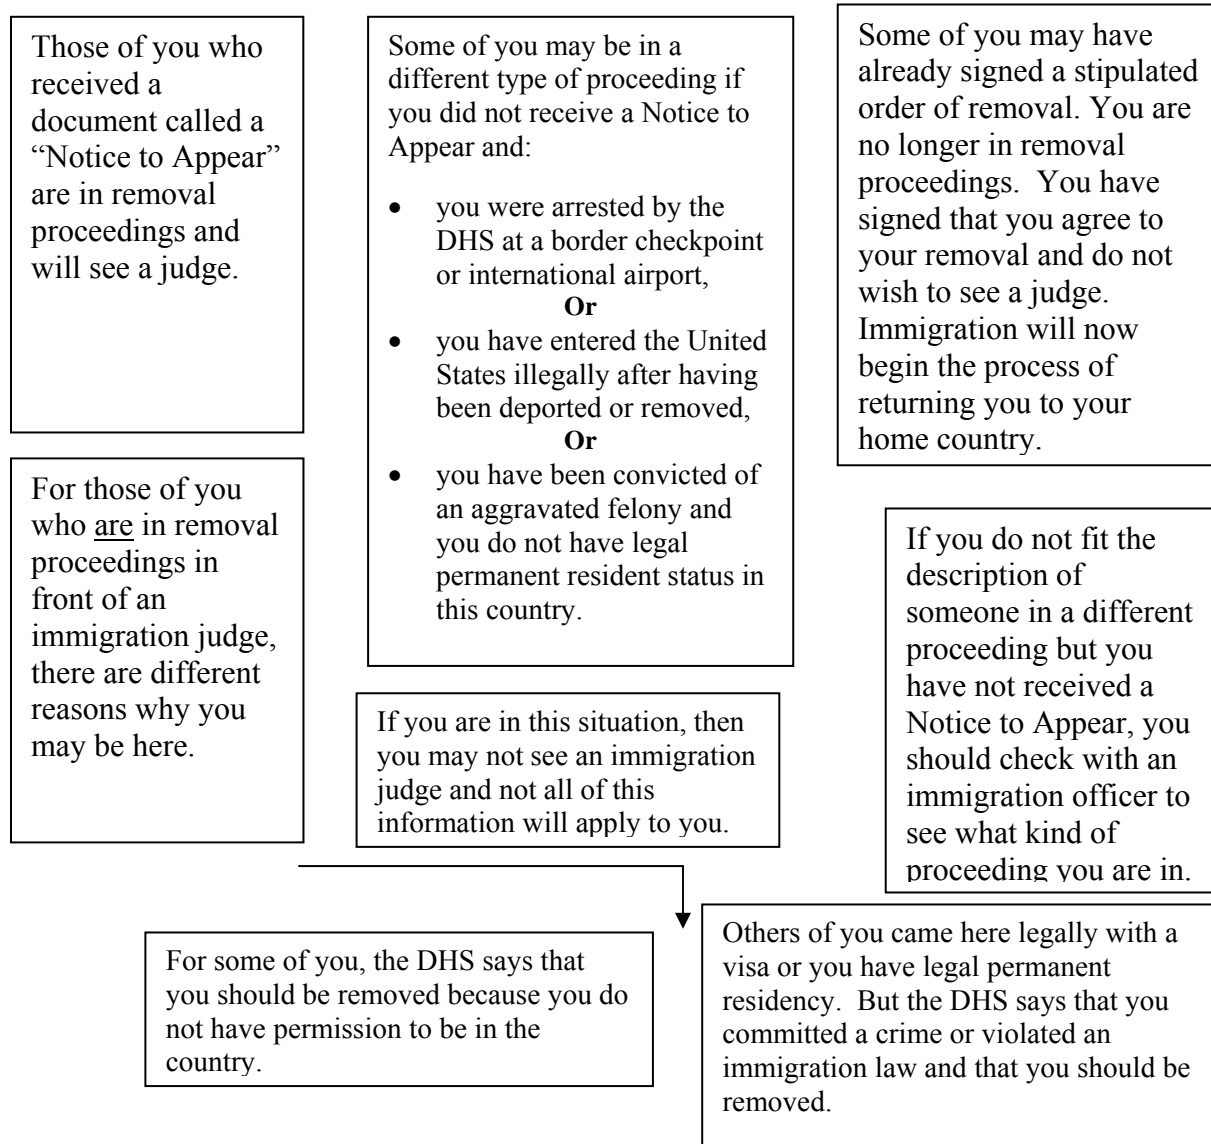 Those of you who
received a
document called a
“Notice to Appear”
are in removal
proceedings and
will see a judge.
Some of you may be in a
different type of proceeding if
you did not receive a Notice to
Appear and:
• you were arrested by the
DHS at a border checkpoint
or international airport,
Or
• you have entered the United
States illegally after having
been deported or removed,
Or
• you have been convicted of
an aggravated felony and
you do not have legal
permanent resident status in
this country.
Some of you may have
already signed a stipulated
order of removal. You are
no longer in removal
proceedings.  You have
signed that you agree to
your removal and do not
wish to see a judge.
Immigration will now
begin the process of
returning you to your
home country.
For those of you
who are in removal
proceedings in
front of an
immigration judge,
there are different
reasons why you
may be here.
If you are in this situation, then
you may not see an immigration
judge and not all of this
information will apply to you.
If you do not fit the
description of
someone in a different
proceeding but you
have not received a
Notice to Appear, you
should check with an
immigration officer to
see what kind of
proceeding you are in.
For some of you, the DHS says that
you should be removed because you do
not have permission to be in the
country.
Others of you came here legally with a
visa or you have legal permanent
residency.  But the DHS says that you
committed a crime or violated an
immigration law and that you should be
removed.